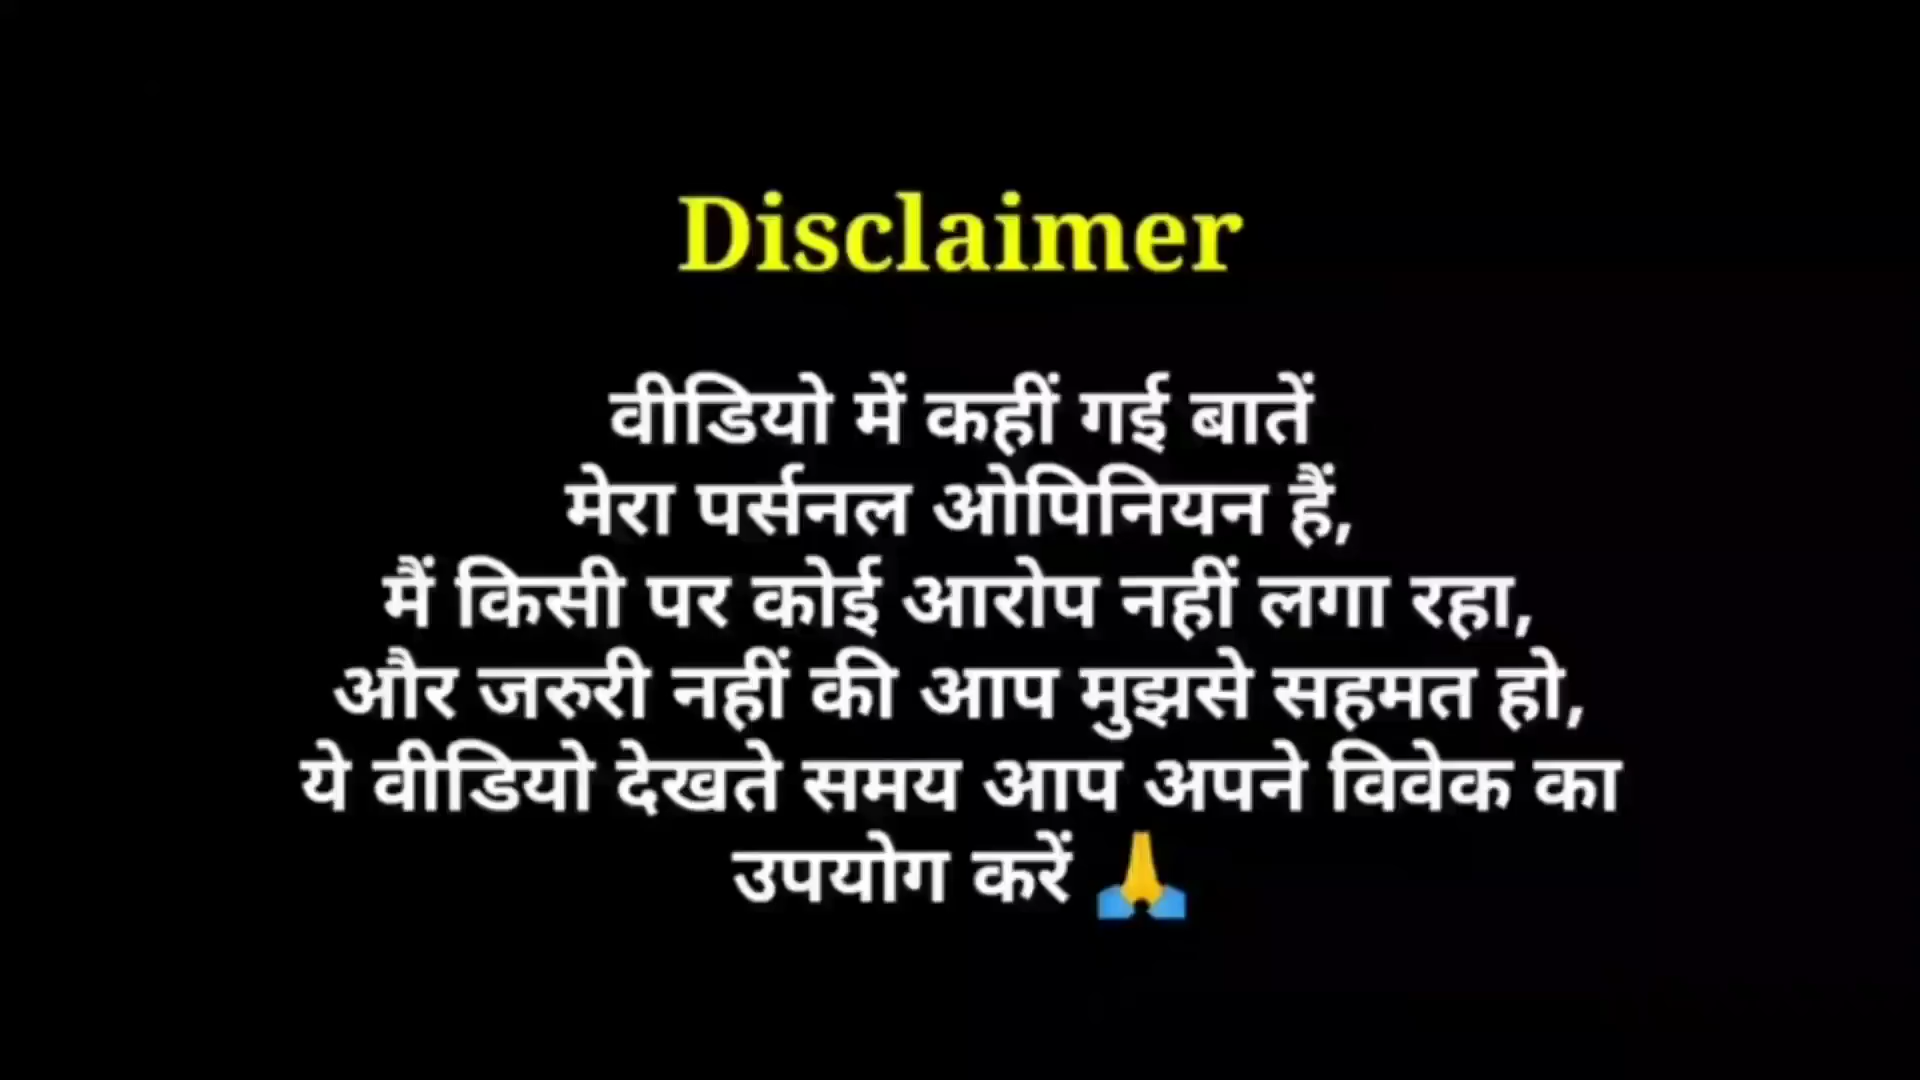 Disclaimer
वीडियो में कहीं गई बातें
मेरा पर्सनल ओपिनियन हैं,
मैं किसी पर कोई आरोप नहीं लगा रहा,
और जरुरी नहीं की आप मुझसे सहमत हो,
ये वीडियो देखते समय आप अपने विवेक का
उपयोग करें 🙏